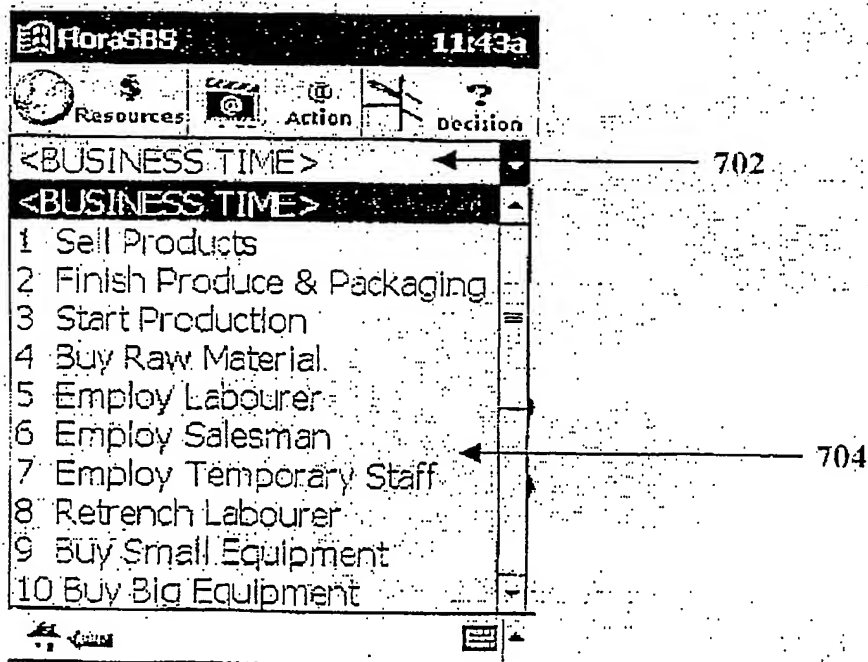 FloraSBS 11:43a
$ Resources @ @ Action ? Decision
<BUSINESS TIME> 702
<BUSINESS TIME>
1 Sell Products
2 Finish Produce & Packaging
3 Start Production
4 Buy Raw Material
5 Employ Labourer
6 Employ Salesman
7 Employ Temporary Staff 704
8 Retrench Labourer
9 Buy Small Equipment
10 Buy Big Equipment